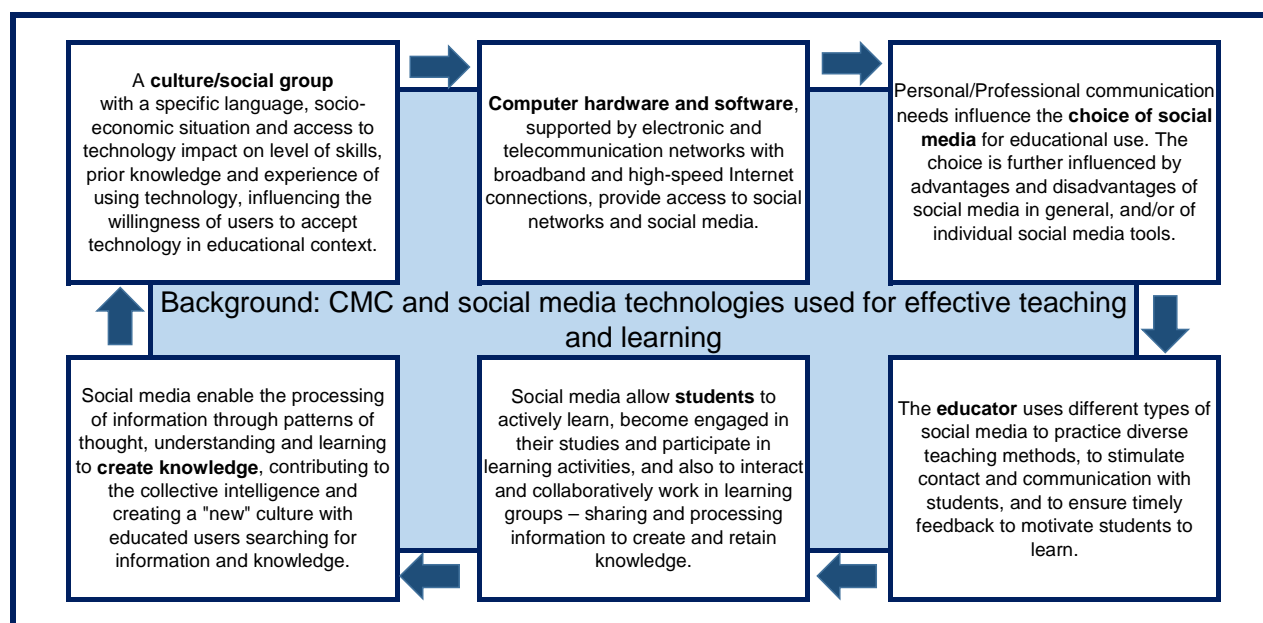 A culture/social group
with a specific language, socio-
economic situation and access to
technology impact on level of skills,
prior knowledge and experience of
using technology, influencing the
willingness of users to accept
technology in educational context.
Computer hardware and software,
supported by electronic and
telecommunication networks with
broadband and high-speed Internet
connections, provide access to social
networks and social media.
Personal/Professional communication
needs influence the choice of social
media for educational use. The
choice is further influenced by
advantages and disadvantages of
social media in general, and/or of
individual social media tools.
Background: CMC and social media technologies used for effective teaching
and learning
Social media enable the processing
of information through patterns of
thought, understanding and learning
to create knowledge, contributing to
the collective intelligence and
creating a "new" culture with
educated users searching for
information and knowledge.
Social media allow students to
actively learn, become engaged in
their studies and participate in
learning activities, and also to interact
and collaboratively work in learning
groups – sharing and processing
information to create and retain
knowledge.
The educator uses different types of
social media to practice diverse
teaching methods, to stimulate
contact and communication with
students, and to ensure timely
feedback to motivate students to
learn.